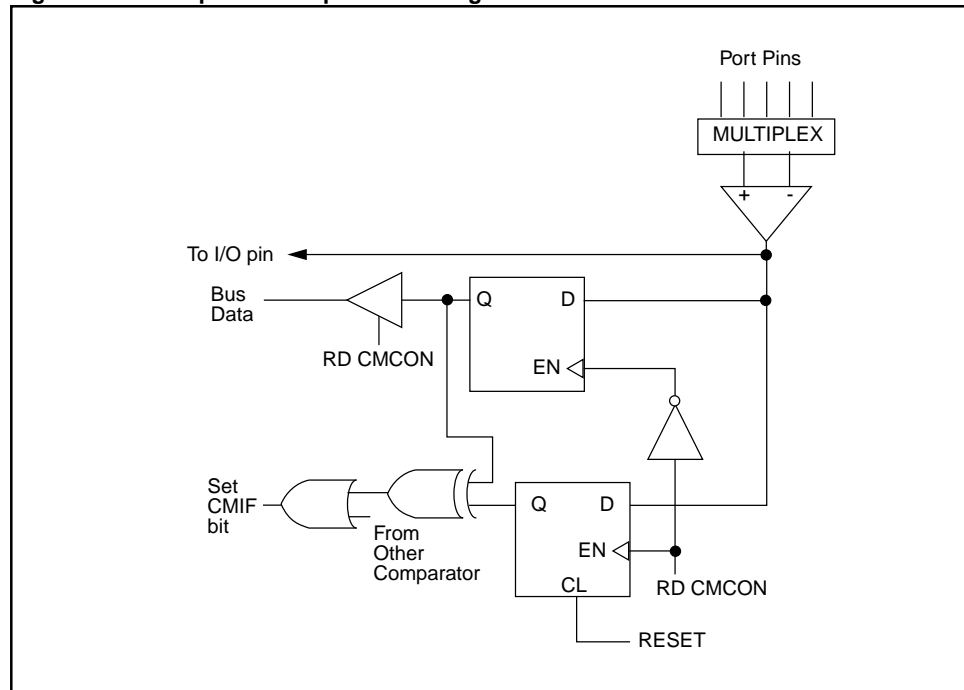 Port Pins
MULTIPLEX
+ -
To I/O pin
Bus
Data
Q D
RD CMCON
EN
Set
CMIF
bit
Q D
From
Other
Comparator
EN
CL
RD CMCON
RESET